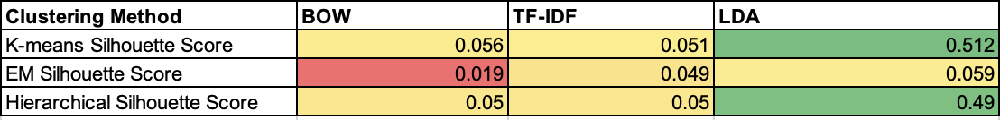 Clustering Method BOW TF-IDF LDA
K-means Silhouette Score 0.056 0.051 0.512
EM Silhouette Score 0.019 0.049 0.059
Hierarchical Silhouette Score 0.05 0.05 0.49